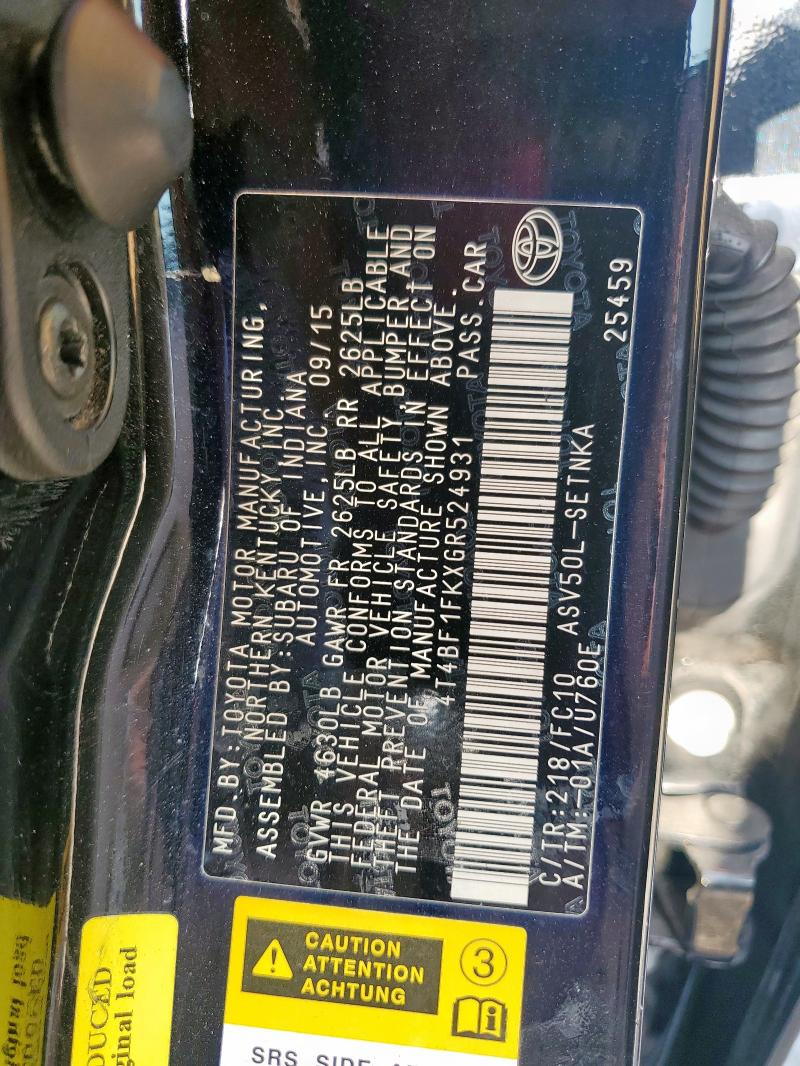 MFD.BY:TOYOTA MOTOR MANUFACTURING,
NORTHERN KENTUCKY,INC.
ASSEMBLED BY:SUBARU OF INDIANA
AUTOMOTIVE,INC. 09/15
GVWR 4630LB GAWR FR 2625LB RR 2625LB
THIS VEHICLE CONFORMS TO ALL APPLICABLE
FEDERAL MOTOR VEHICLE SAFETY, BUMPER AND
THEFT PREVENTION STANDARDS IN EFFECT ON
THE DATE OF MANUFACTURE SHOWN ABOVE.
4T4BF1FKXGR524931 PASS.CAR
C/TR:218/FC10 ASV50L-SETNKA 25459
A/TM:-01A/U760E
CAUTION
ATTENTION
ACHTUNG
3
SRS SIDE
load